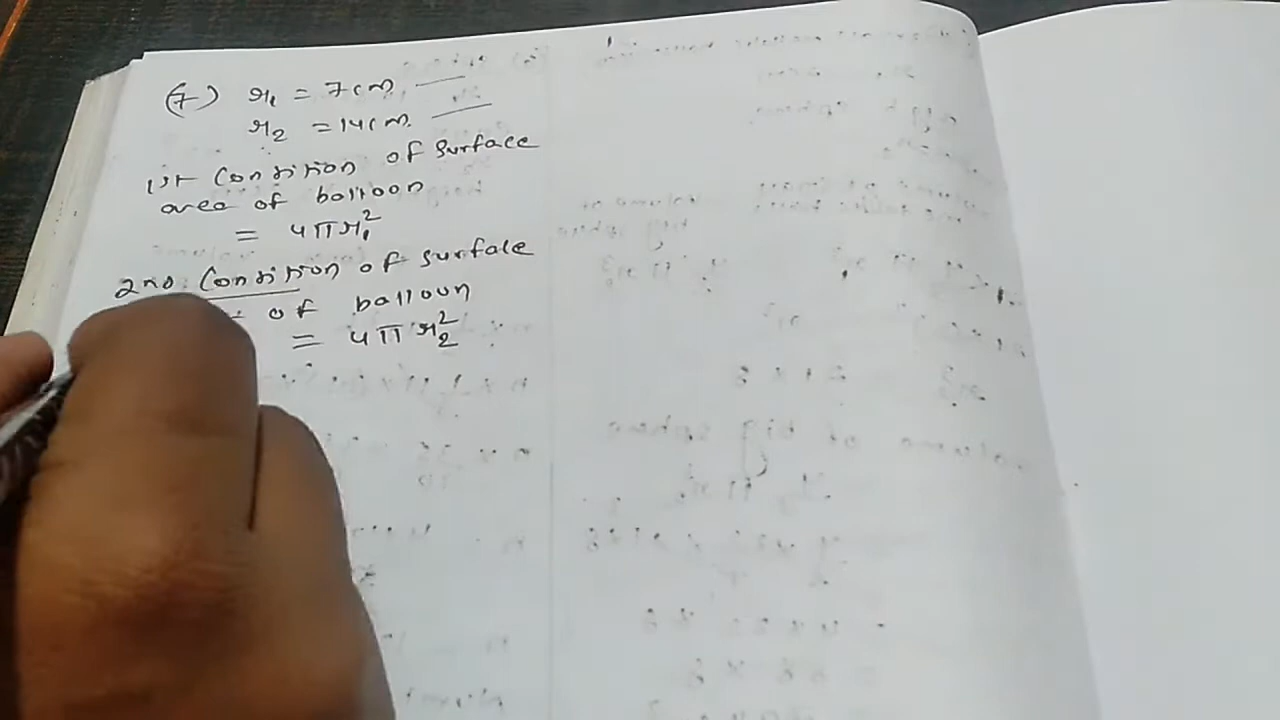 (7) r₁ = 7cm
r₂ = 14cm.
1st Condition of Surface
area of balloon
= 4πr₁²
2nd Condition of Surface
of balloon
= 4πr₂²